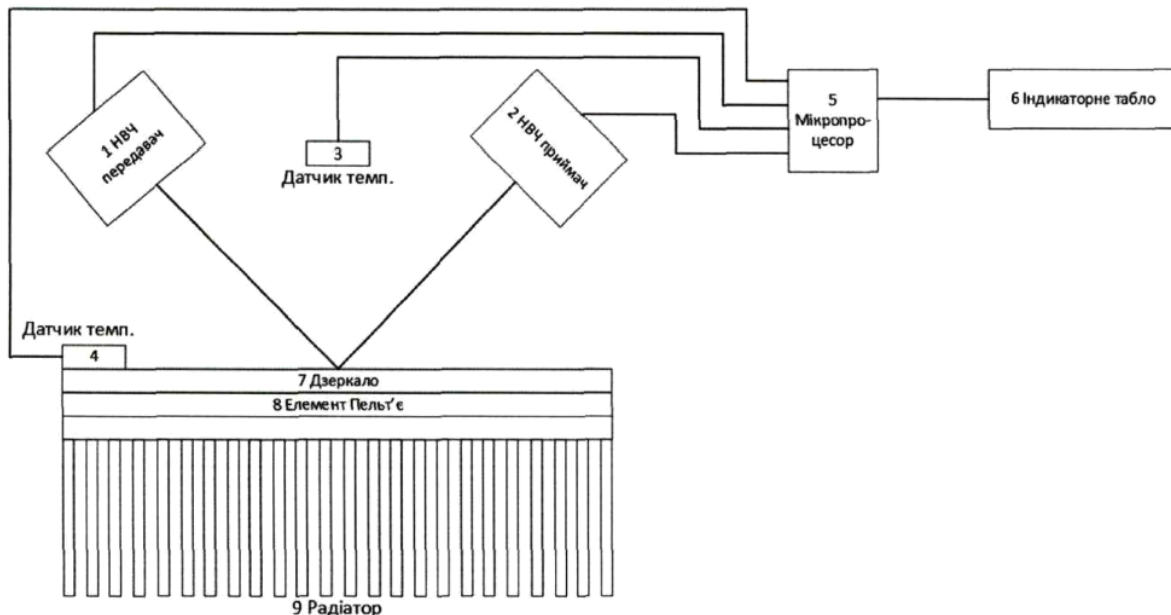 1 НВЧ
передавач
3
Датчик темп.
2 НВЧ приймач
5
Мікропро-
цесор
6 Індикаторне табло
Датчик темп.
4
7 Дзеркало
8 Елемент Пельт'є
9 Радіатор